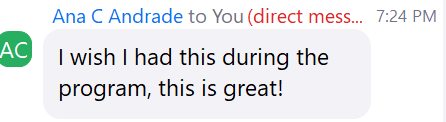 Ana C Andrade to You (direct mess... 7:24 PM
AC
I wish I had this during the
program, this is great!